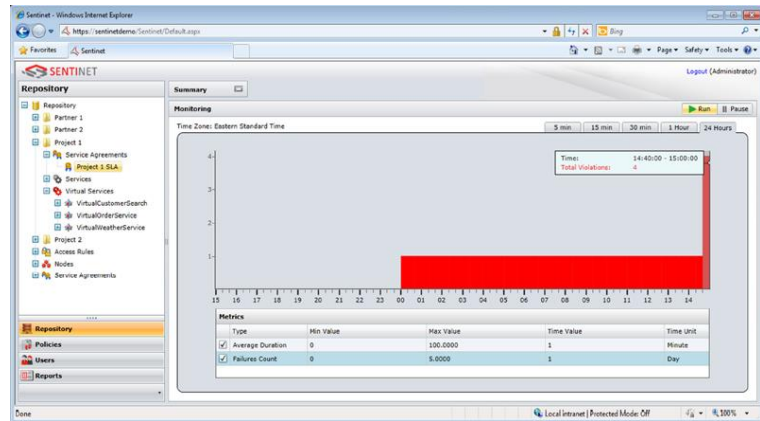 Sentinet - Windows Internet Explorer
https://sentinetdemo/Sentinet/Default.aspx
Bing
Favorites Sentinet
Page Safety Tools
SENTINET
Logout (Administrator)
Repository
Summary
Repository
Partner 1
Partner 2
Project 1
Service Agreements
Project 1 SLA
Services
Virtual Services
VirtualCustomerSearch
VirtualOrderService
VirtualWeatherService
Project 2
Access Rules
Nodes
Service Agreements
Repository
Policies
Users
Reports
Monitoring
Run Pause
Time Zone: Eastern Standard Time
5 min 15 min 30 min 1 Hour 24 Hours
Time: 14:40:00 - 15:00:00
Total Violations: 4
4
3
2
1
15 16 17 18 19 20 21 22 23 00 01 02 03 04 05 06 07 08 09 10 11 12 13 14
Metrics
Type Min Value Max Value Time Value Time Unit
Average Duration 0 100.0000 1 Minute
Failures Count 0 5.0000 1 Day
Done
Local intranet | Protected Mode: Off
100%